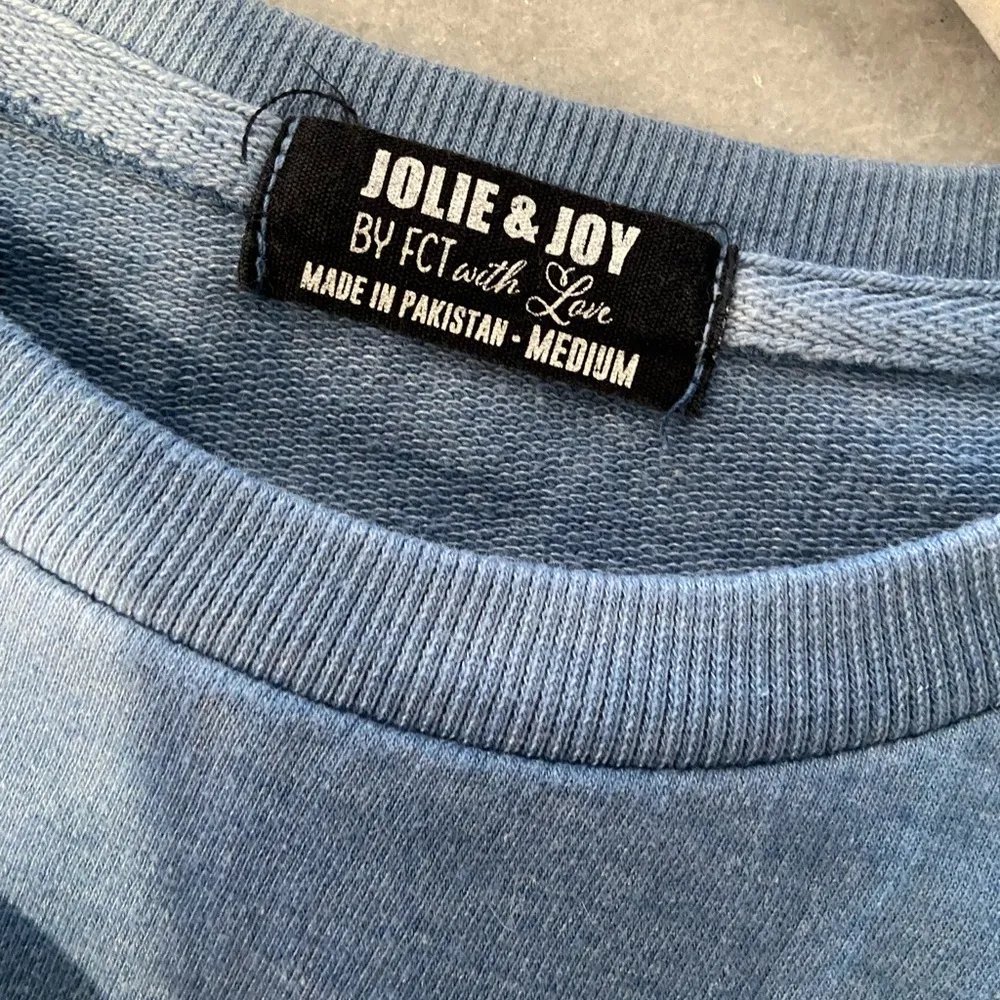 JOLIE & JOY
BY FCT with Love
MADE IN PAKISTAN · MEDIUM